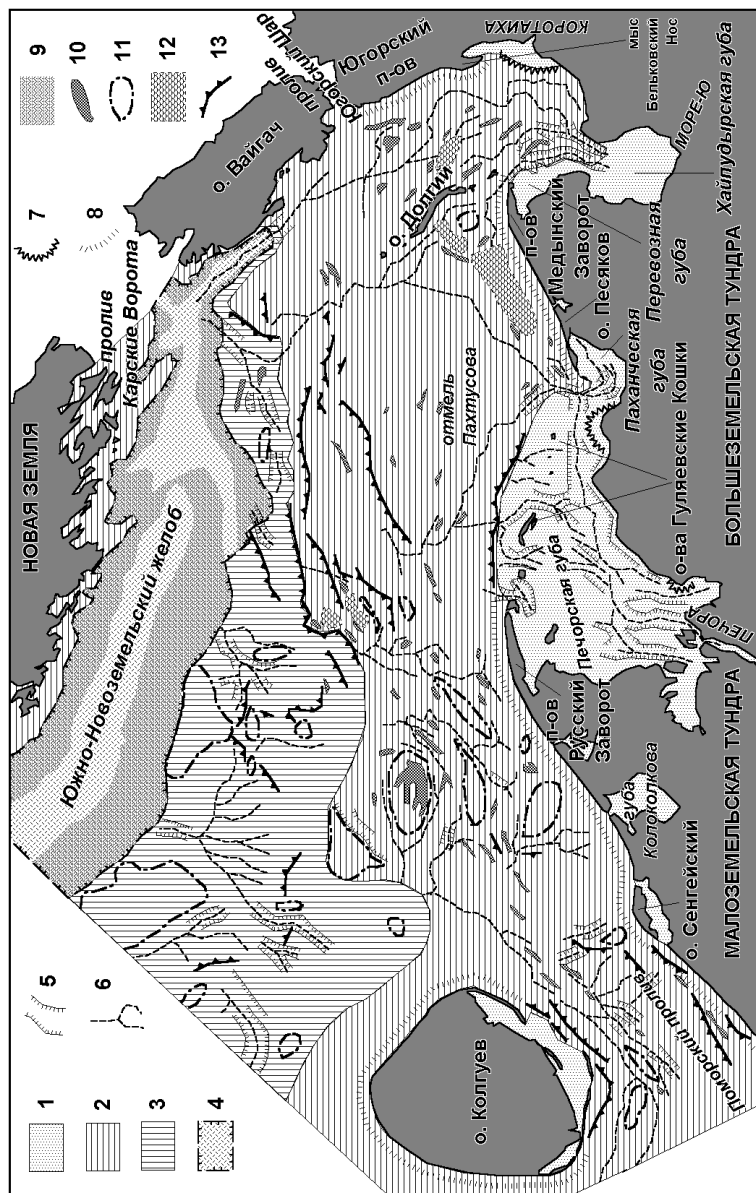 1
2
3
4
5
6
7
8
9
10
11
12
13
НОВАЯ ЗЕМЛЯ
Южно-Новоземельский желоб
пролив
Карские Ворота
о. Вайгач
пролив
Югорский Шар
Югорский
п-ов
КОРОТАИХА
мыс
Бельковский
Нос
о. Долгий
МОРЕ-Ю
Хайпудырская губа
п-ов
Медынский
Заворот
Перевозная
губа
о. Песяков
Паханческая
губа
отмель
Пахтусова
о-ва Гуляевские Кошки
БОЛЬШЕЗЕМЕЛЬСКАЯ ТУНДРА
Печорская губа
ПЕЧОРА
п-ов
Русский
Заворот
губа
Колоколкова
о. Сенгейский
МАЛОЗЕМЕЛЬСКАЯ ТУНДРА
Поморский пролив
о. Колгуев